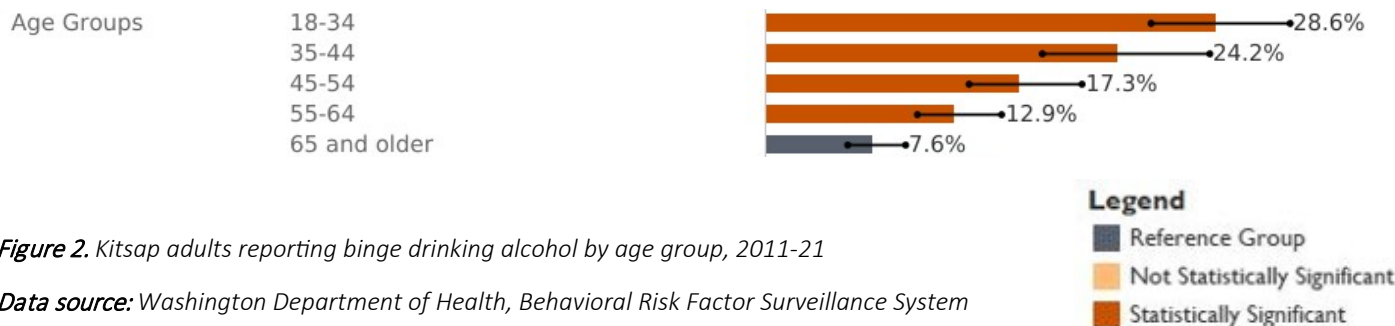 Age Groups 18-34 28.6%
35-44 24.2%
45-54 17.3%
55-64 12.9%
65 and older 7.6%
Legend
Reference Group
Not Statistically Significant
Statistically Significant
Figure 2. Kitsap adults reporting binge drinking alcohol by age group, 2011-21
Data source: Washington Department of Health, Behavioral Risk Factor Surveillance System